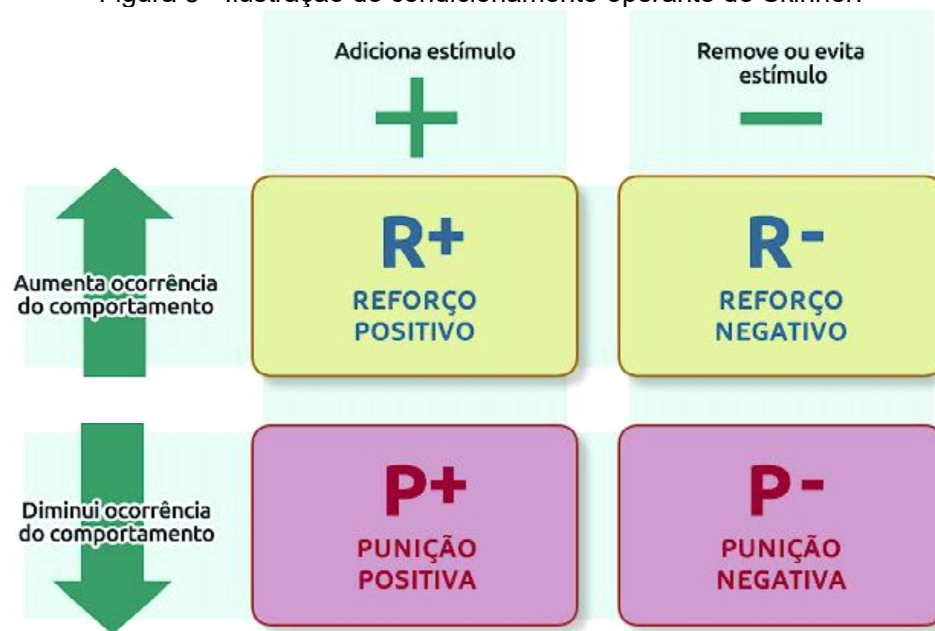 Adiciona estímulo
Remove ou evita
estímulo
+
-
Aumenta ocorrência
do comportamento
R+
REFORÇO
POSITIVO
R-
REFORÇO
NEGATIVO
Diminui ocorrência
do comportamento
P+
PUNIÇÃO
POSITIVA
P-
PUNIÇÃO
NEGATIVA